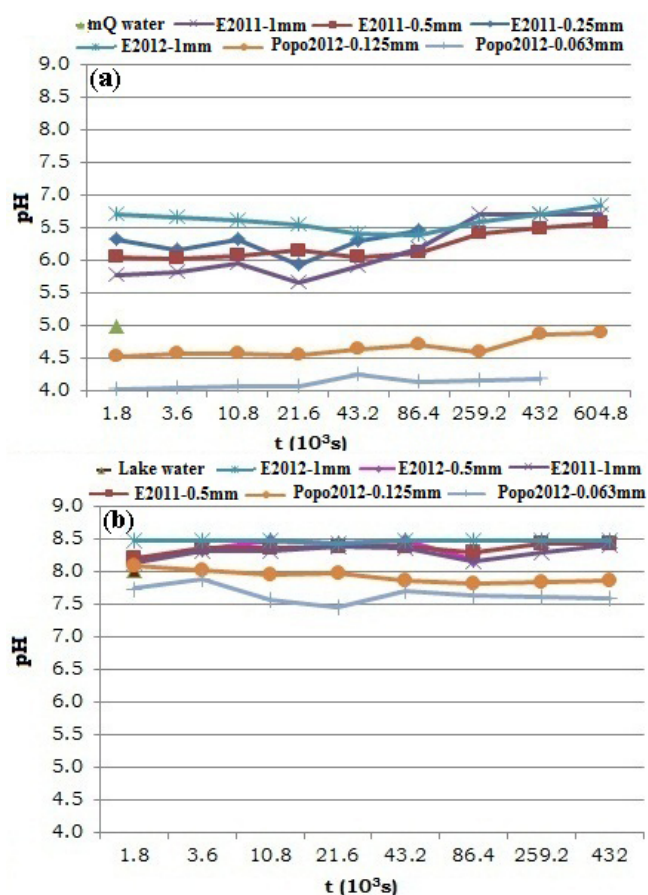 mQ water E2011-1mm E2011-0.5mm E2011-0.25mm
E2012-1mm Popo2012-0.125mm Popo2012-0.063mm
(a)
9.0
8.5
8.0
7.5
7.0
6.5
6.0
5.5
5.0
4.5
4.0
pH
1.8 3.6 10.8 21.6 43.2 86.4 259.2 432 604.8
t (10³s)
Lake water E2012-1mm E2012-0.5mm E2011-1mm
E2011-0.5mm Popo2012-0.125mm Popo2012-0.063mm
(b)
9.0
8.5
8.0
7.5
7.0
6.5
6.0
5.5
5.0
4.5
4.0
pH
1.8 3.6 10.8 21.6 43.2 86.4 259.2 432
t (10³s)